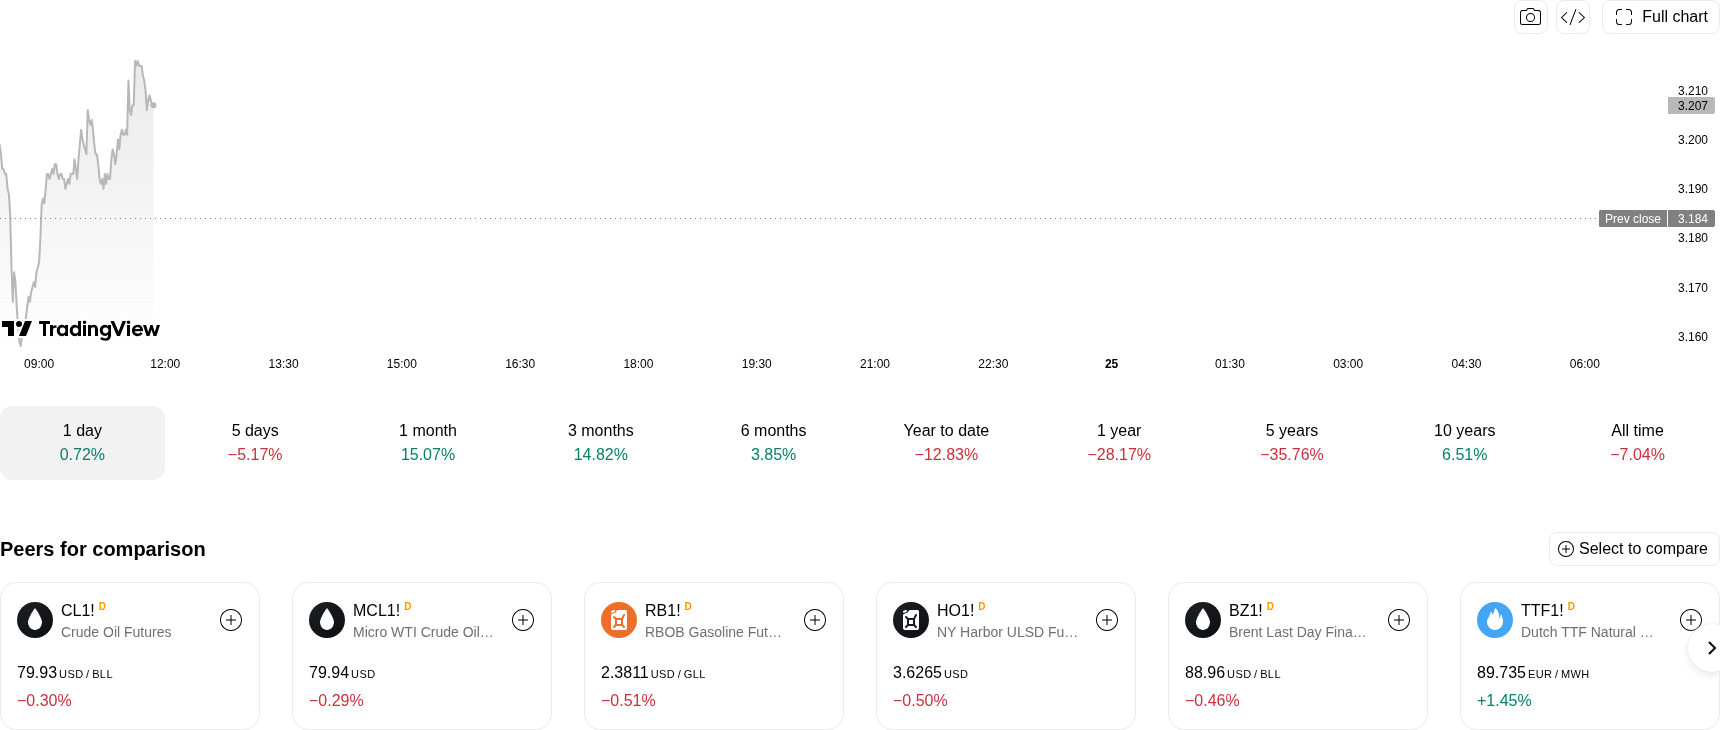 Full chart
3.210
3.207
3.200
3.190
Prev close 3.184
3.180
3.170
3.160
TradingView
09:00 12:00 13:30 15:00 16:30 18:00 19:30 21:00 22:30 25 01:30 03:00 04:30 06:00
1 day 5 days 1 month 3 months 6 months Year to date 1 year 5 years 10 years All time
0.72% −5.17% 15.07% 14.82% 3.85% −12.83% −28.17% −35.76% 6.51% −7.04%
Peers for comparison
Select to compare
CL1! D
Crude Oil Futures
79.93 USD / BLL
−0.30%
MCL1! D
Micro WTI Crude Oil…
79.94 USD
−0.29%
RB1! D
RBOB Gasoline Fut…
2.3811 USD / GLL
−0.51%
HO1! D
NY Harbor ULSD Fu…
3.6265 USD
−0.50%
BZ1! D
Brent Last Day Fina…
88.96 USD / BLL
−0.46%
TTF1! D
Dutch TTF Natural …
89.735 EUR / MWH
+1.45%